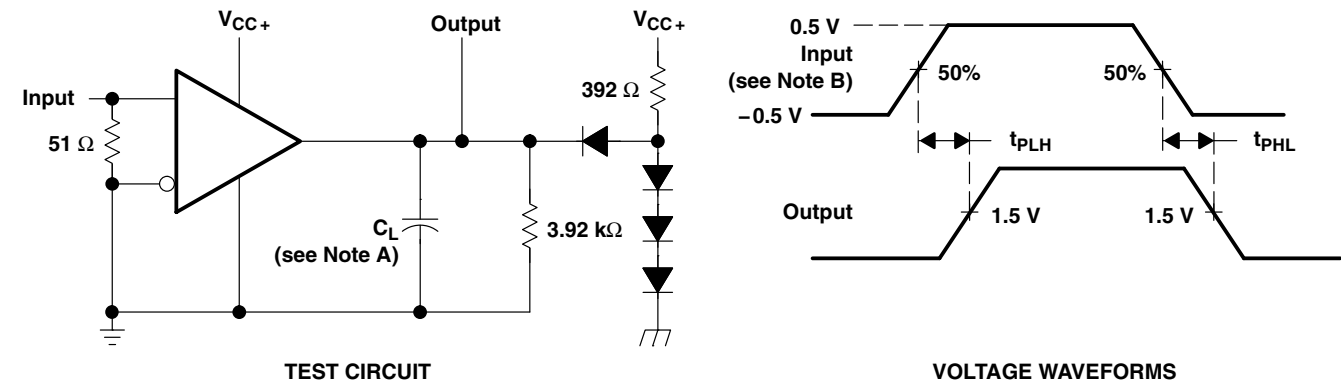 VCC+
Output
VCC+
Input
51 Ω
392 Ω
CL
(see Note A)
3.92 kΩ
TEST CIRCUIT
0.5 V
Input
(see Note B)
−0.5 V
50%
50%
tPLH
tPHL
Output
1.5 V
1.5 V
VOLTAGE WAVEFORMS